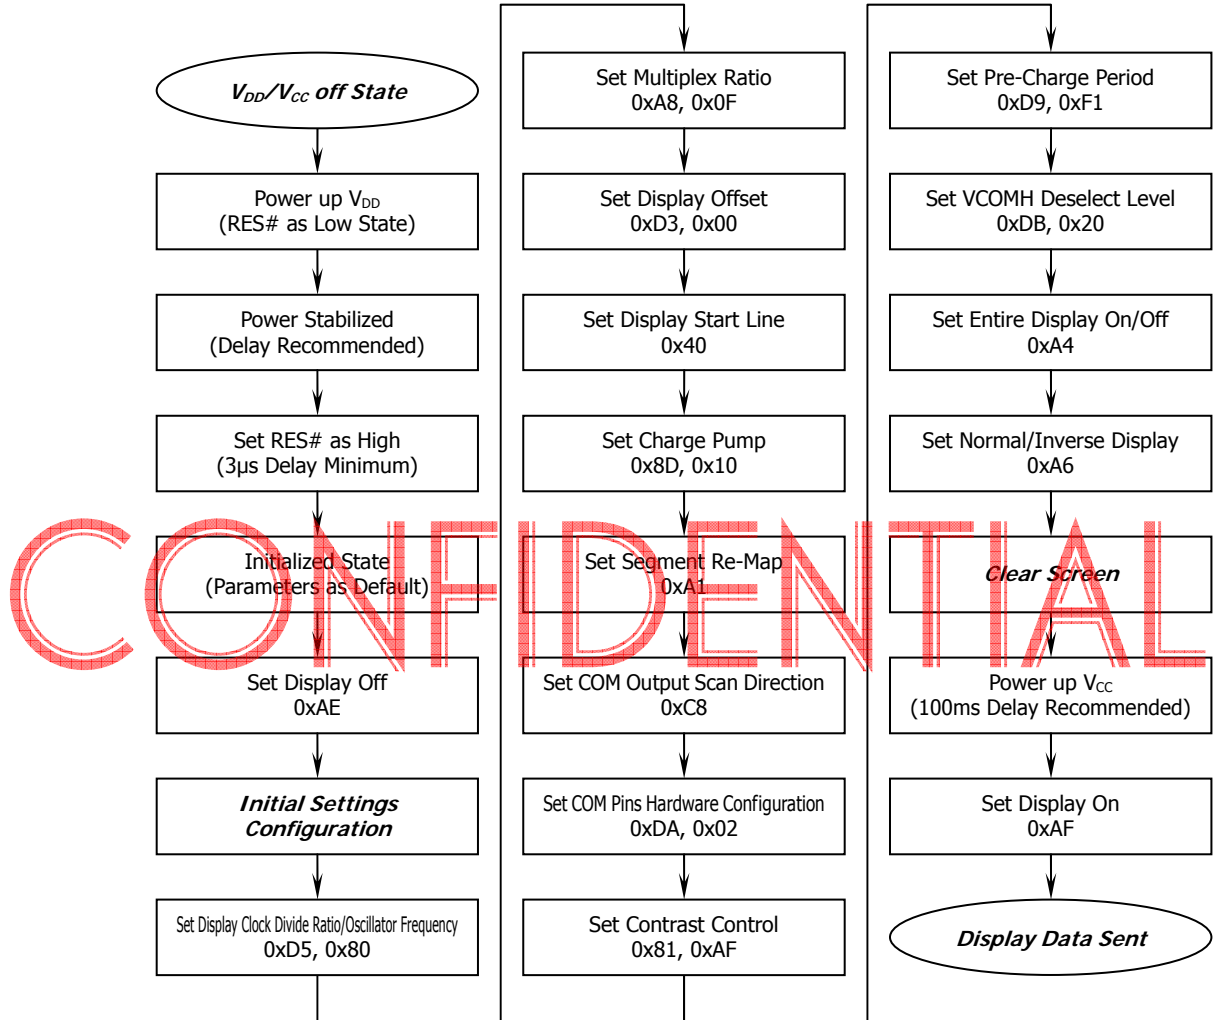 V_DD/V_CC off State
Power up V_DD
(RES# as Low State)
Power Stabilized
(Delay Recommended)
Set RES# as High
(3µs Delay Minimum)
Initialized State
(Parameters as Default)
Set Display Off
0xAE
Initial Settings
Configuration
Set Display Clock Divide Ratio/Oscillator Frequency
0xD5, 0x80
Set Multiplex Ratio
0xA8, 0x0F
Set Display Offset
0xD3, 0x00
Set Display Start Line
0x40
Set Charge Pump
0x8D, 0x10
Set Segment Re-Map
0xA1
Set COM Output Scan Direction
0xC8
Set COM Pins Hardware Configuration
0xDA, 0x02
Set Contrast Control
0x81, 0xAF
Set Pre-Charge Period
0xD9, 0xF1
Set VCOMH Deselect Level
0xDB, 0x20
Set Entire Display On/Off
0xA4
Set Normal/Inverse Display
0xA6
Clear Screen
Power up V_CC
(100ms Delay Recommended)
Set Display On
0xAF
Display Data Sent
CONFIDENTIAL